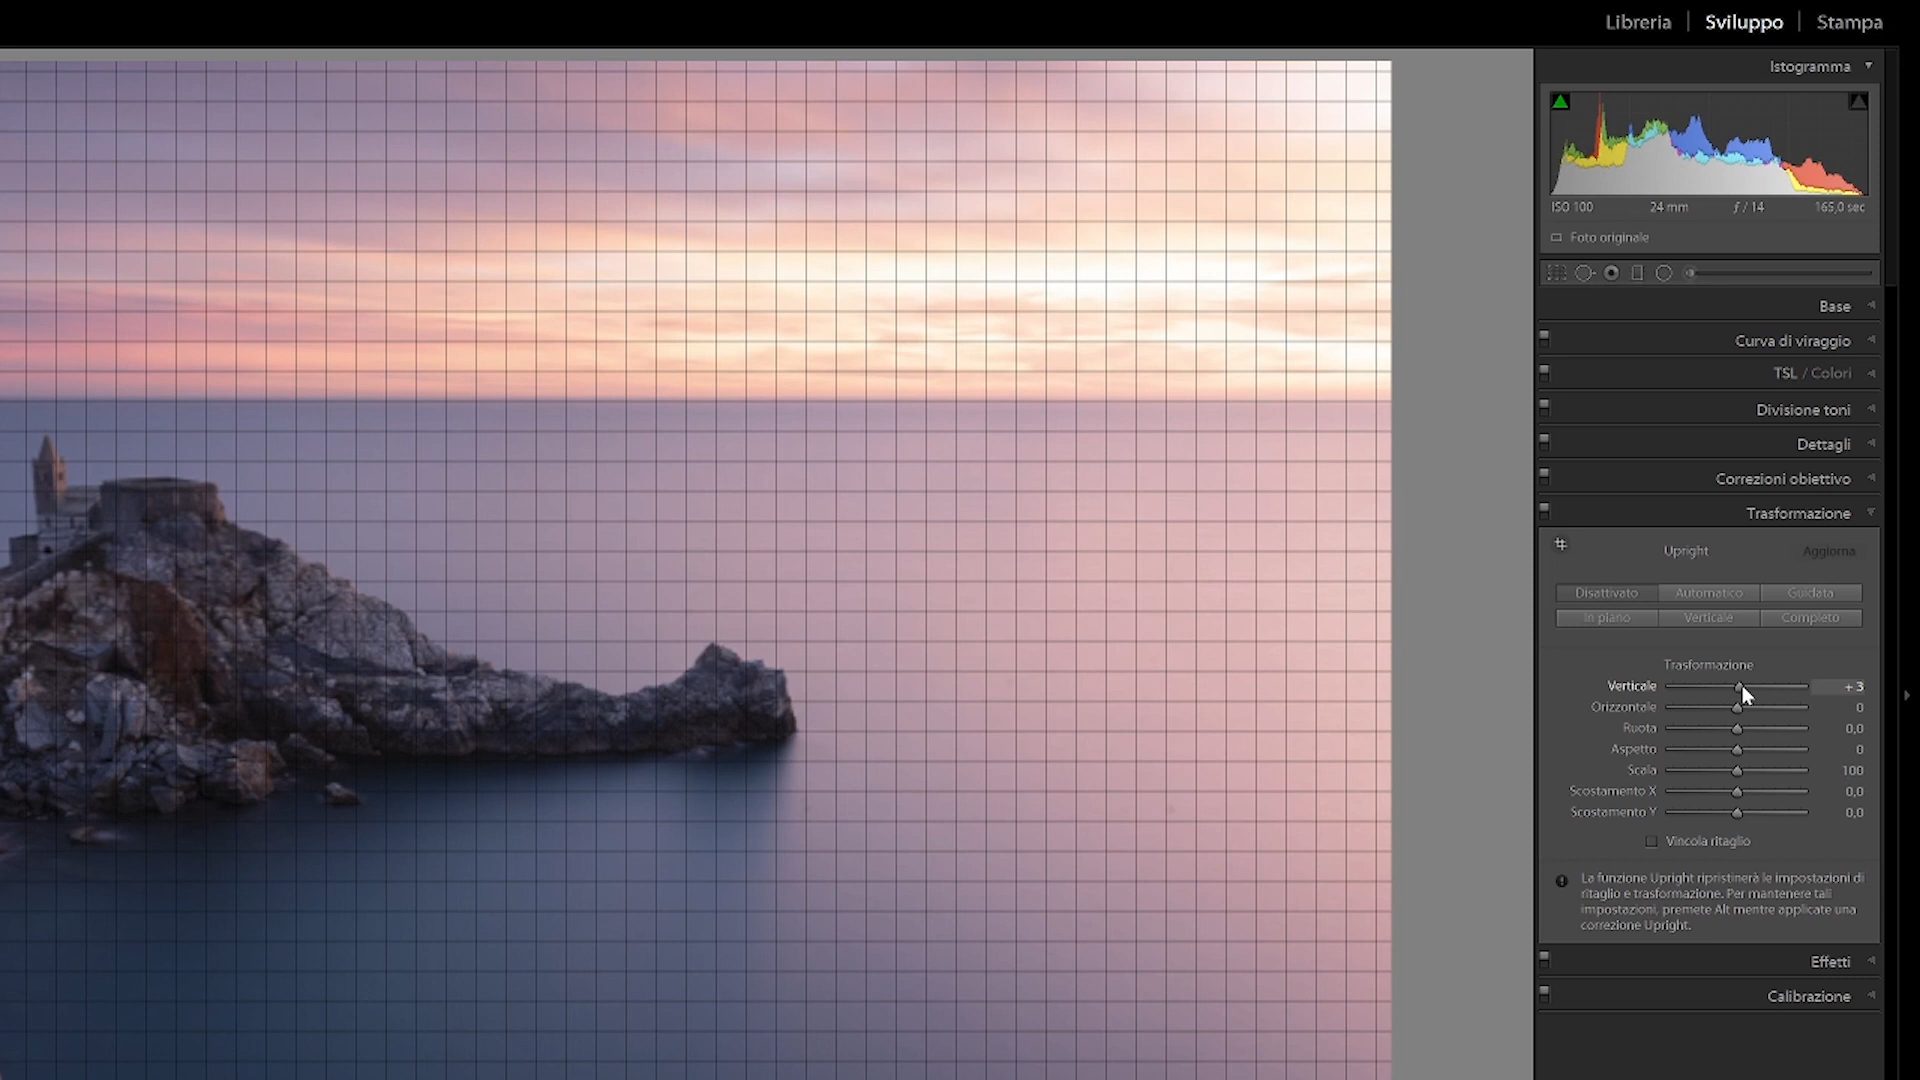 Libreria | Sviluppo | Stampa
Istogramma
ISO 100 24 mm ƒ / 14 165,0 sec
Foto originale
Base
Curva di viraggio
TSL / Colori
Divisione toni
Dettagli
Correzioni obiettivo
Trasformazione
Upright Aggiorna
Disattivato Automatico Guidata
In piano Verticale Completo
Trasformazione
Verticale + 3
Orizzontale 0
Ruota 0,0
Aspetto 0
Scala 100
Scostamento X 0,0
Scostamento Y 0,0
Vincola ritaglio
La funzione Upright ripristinerà le impostazioni di
ritaglio e trasformazione. Per mantenere tali
impostazioni, premete Alt mentre applicate una
correzione Upright.
Effetti
Calibrazione